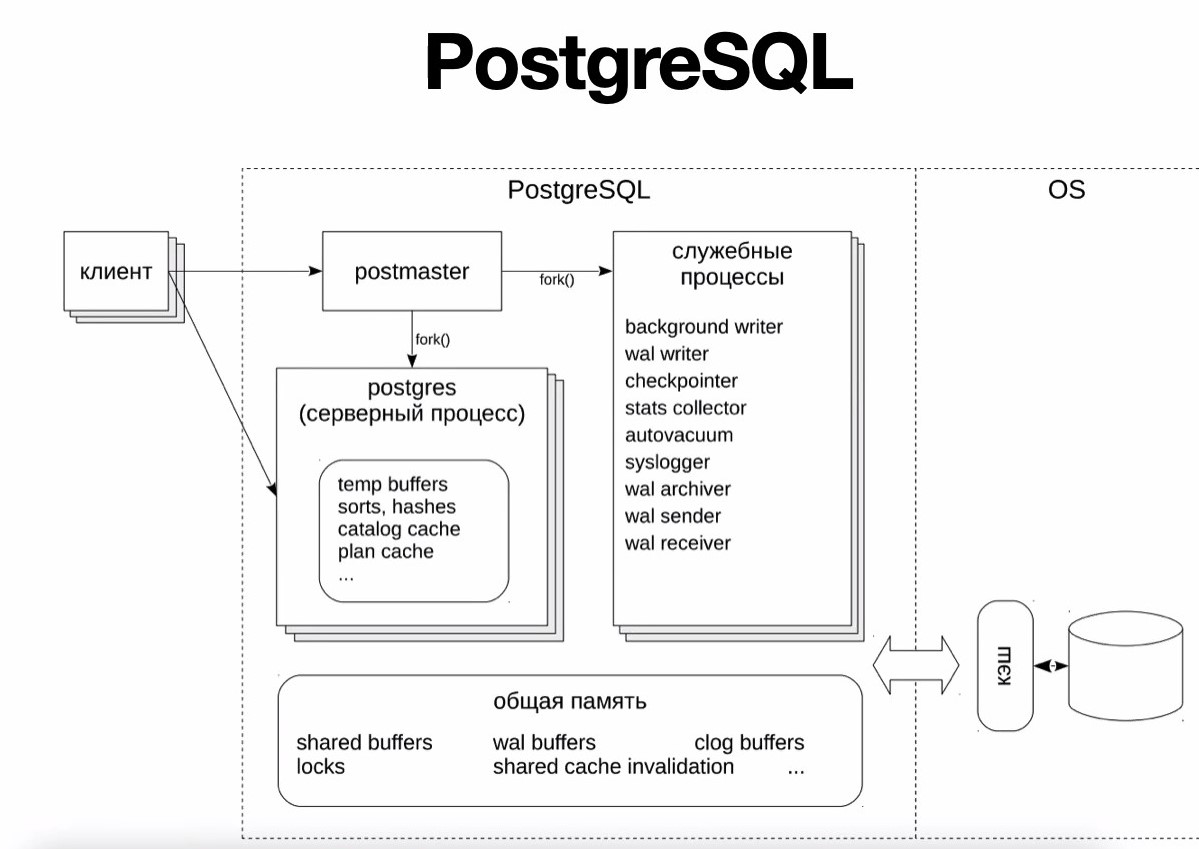 PostgreSQL
PostgreSQL
OS
клиент
postmaster
fork()
fork()
служебные
процессы
background writer
wal writer
checkpointer
stats collector
autovacuum
syslogger
wal archiver
wal sender
wal receiver
postgres
(серверный процесс)
temp buffers
sorts, hashes
catalog cache
plan cache
...
кэш
общая память
shared buffers wal buffers clog buffers
locks shared cache invalidation ...